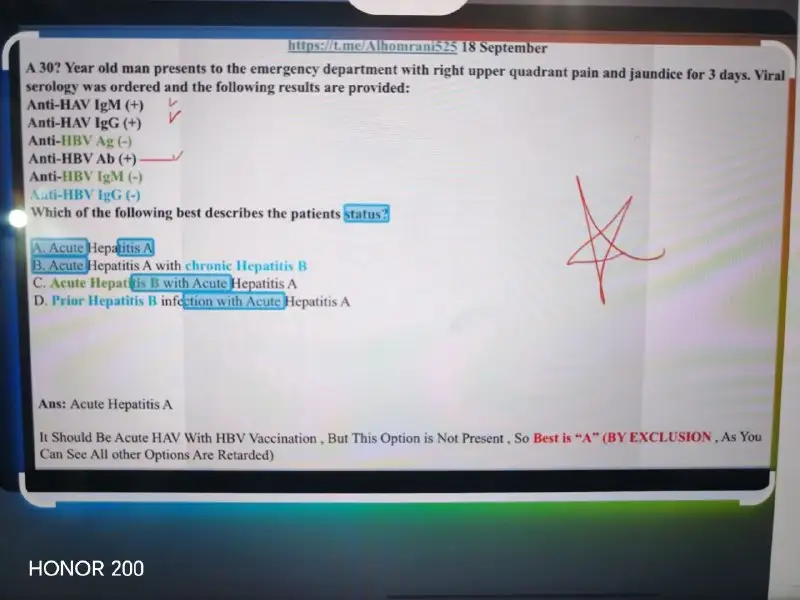 https://t.me/Alhomrani525 18 September
A 30? Year old man presents to the emergency department with right upper quadrant pain and jaundice for 3 days. Viral
serology was ordered and the following results are provided:
Anti-HAV IgM (+)
Anti-HAV IgG (+)
Anti-HBV Ag (-)
Anti-HBV Ab (+)
Anti-HBV IgM (-)
Anti-HBV IgG (-)
Which of the following best describes the patients status?
A. Acute Hepatitis A
B. Acute Hepatitis A with chronic Hepatitis B
C. Acute Hepatitis B with Acute Hepatitis A
D. Prior Hepatitis B infection with Acute Hepatitis A
Ans: Acute Hepatitis A
It Should Be Acute HAV With HBV Vaccination , But This Option is Not Present , So Best is “A” (BY EXCLUSION , As You
Can See All other Options Are Retarded)
HONOR 200